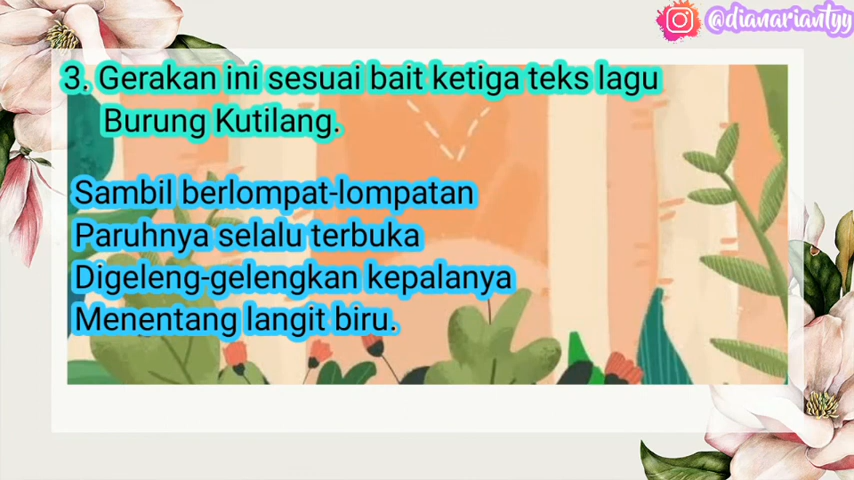 @dianariantyy
3. Gerakan ini sesuai bait ketiga teks lagu
Burung Kutilang.
Sambil berlompat-lompatan
Paruhnya selalu terbuka
Digeleng-gelengkan kepalanya
Menentang langit biru.